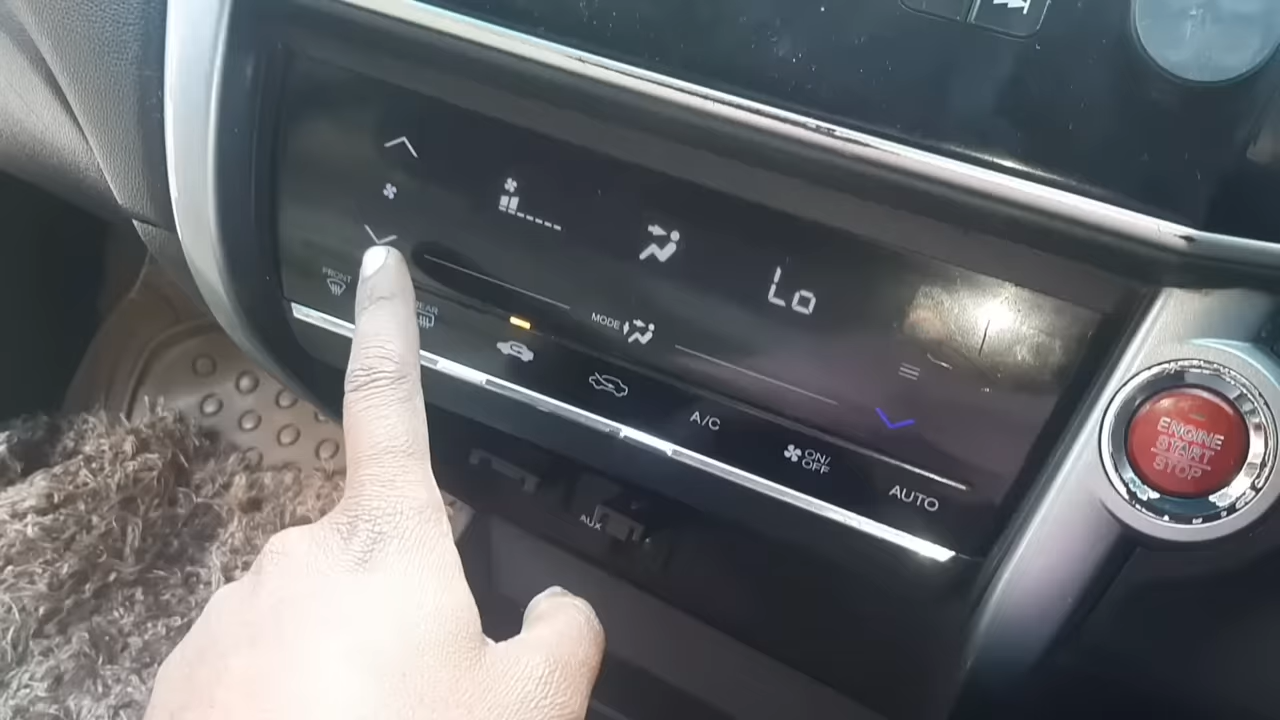 Lo
FRONT
REAR
MODE
A/C
ON/
OFF
AUTO
AUX
ENGINE
START
STOP